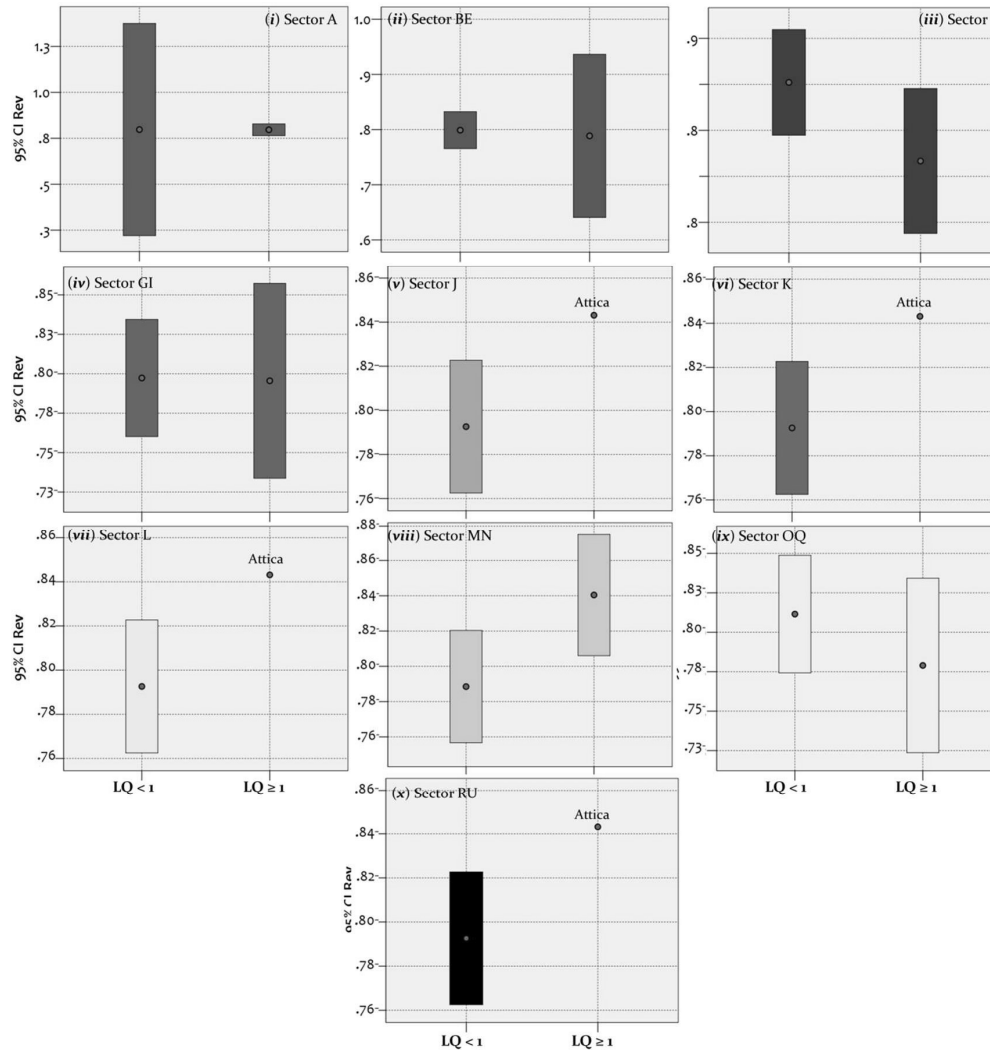 (i) Sector A
1.3
1.0
.8
.5
.3
95% CI Rev
(ii) Sector BE
1.0
.9
.8
.7
.6
(iii) Sector
.9
.8
.8
(iv) Sector GI
.85
.83
.80
.78
.75
.73
95% CI Rev
(v) Sector J
.86
.84
.82
.80
.78
.76
Attica
(vi) Sector K
.86
.84
.82
.80
.78
.76
Attica
(vii) Sector L
.86
.84
.82
.80
.78
.76
95% CI Rev
Attica
LQ < 1
LQ ≥ 1
(viii) Sector MN
.88
.86
.84
.82
.80
.78
.76
(ix) Sector OQ
.85
.83
.80
.78
.75
.73
LQ < 1
LQ ≥ 1
(x) Sector RU
.86
.84
.82
.80
.78
.76
95% CI Rev
Attica
LQ < 1
LQ ≥ 1